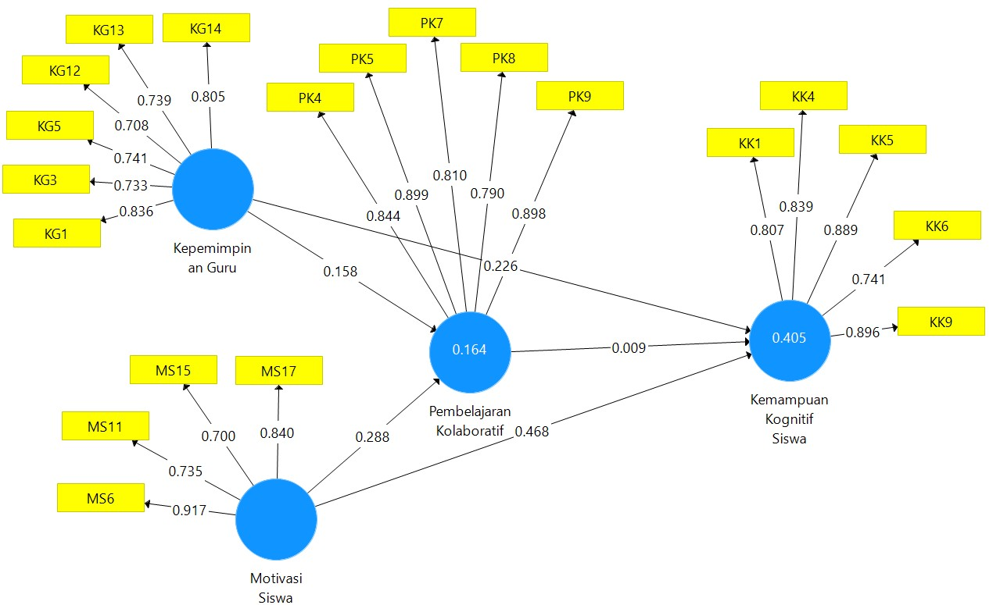 KG13
KG14
KG12
KG5
KG3
KG1
0.739
0.805
0.708
0.741
0.733
0.836
Kepemimpin
an Guru
PK7
PK5
PK8
PK4
PK9
0.810
0.899
0.790
0.844
0.898
0.226
0.158
KK4
KK1
KK5
KK6
KK9
0.839
0.807
0.889
0.741
0.896
0.405
Kemampuan
Kognitif
Siswa
0.164
Pembelajaran
Kolaboratif
0.009
0.288
0.468
MS15
MS17
MS11
MS6
0.700
0.840
0.735
0.917
Motivasi
Siswa